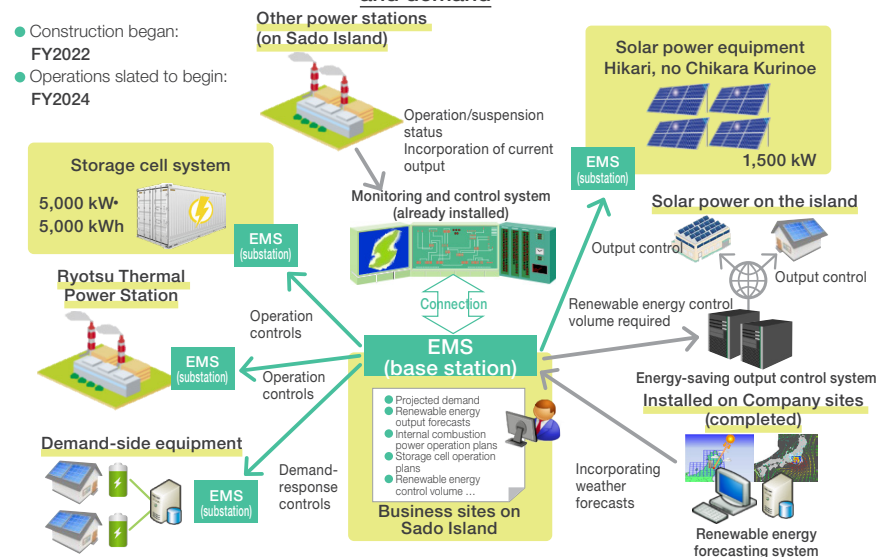 and demand
● Construction began:
FY2022
● Operations slated to begin:
FY2024
Other power stations
(on Sado Island)
Operation/suspension
status
Incorporation of current
output
Solar power equipment
Hikari, no Chikara Kurinoe
1,500 kW
EMS
(substation)
Storage cell system
5,000 kW•
5,000 kWh
EMS
(substation)
Monitoring and control system
(already installed)
Solar power on the island
Output control
Output control
Connection
Renewable energy control
volume required
Energy-saving output control system
Ryotsu Thermal
Power Station
EMS
(substation)
Operation
controls
Operation
controls
EMS
(base station)
● Projected demand
● Renewable energy
output forecasts
● Internal combustion
power operation plans
● Storage cell operation
plans
● Renewable energy
control volume ...
Business sites on
Sado Island
Demand-side equipment
EMS
(substation)
Demand-
response
controls
Incorporating
weather
forecasts
Installed on Company sites
(completed)
Renewable energy
forecasting system